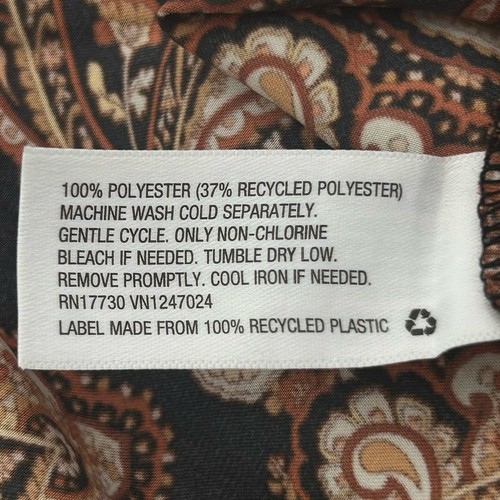 100% POLYESTER (37% RECYCLED POLYESTER)
MACHINE WASH COLD SEPARATELY.
GENTLE CYCLE. ONLY NON-CHLORINE
BLEACH IF NEEDED. TUMBLE DRY LOW.
REMOVE PROMPTLY. COOL IRON IF NEEDED.
RN17730 VN1247024
LABEL MADE FROM 100% RECYCLED PLASTIC